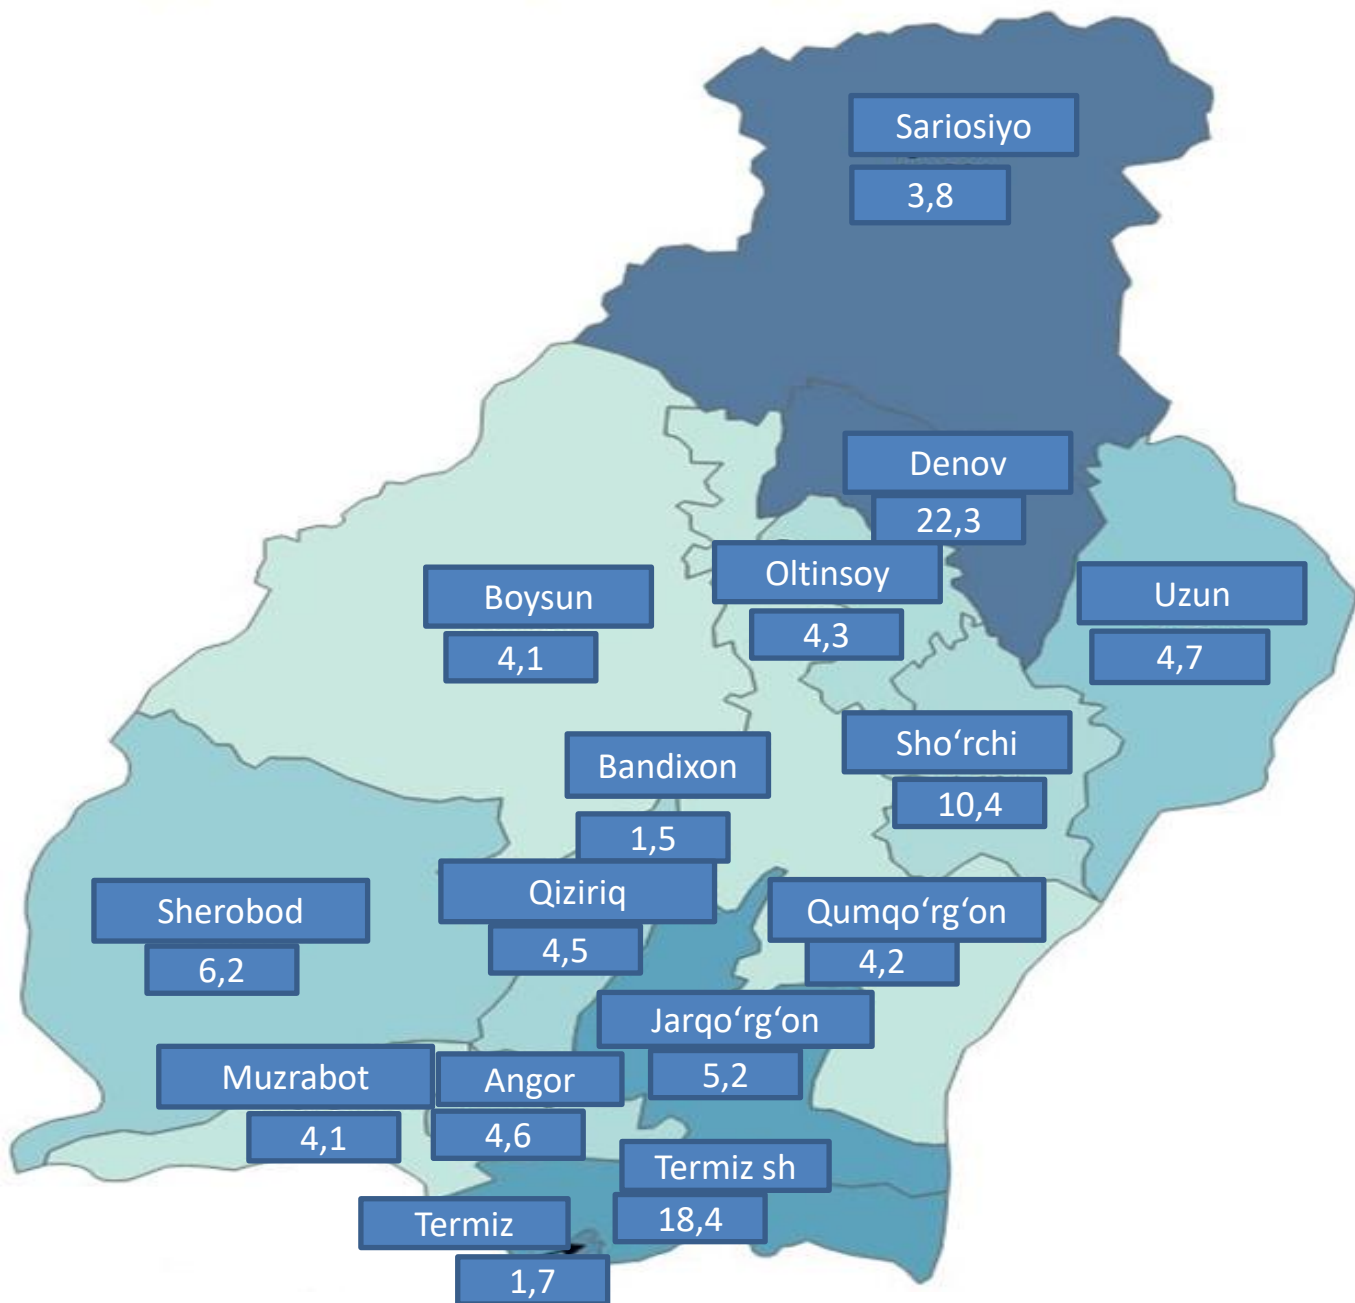 Sariosiyo
3,8
Denov
22,3
Oltinsoy
4,3
Uzun
4,7
Boysun
4,1
Sho‘rchi
10,4
Bandixon
1,5
Qiziriq
4,5
Sherobod
6,2
Qumqo‘rg‘on
4,2
Jarqo‘rg‘on
5,2
Muzrabot
4,1
Angor
4,6
Termiz sh
18,4
Termiz
1,7